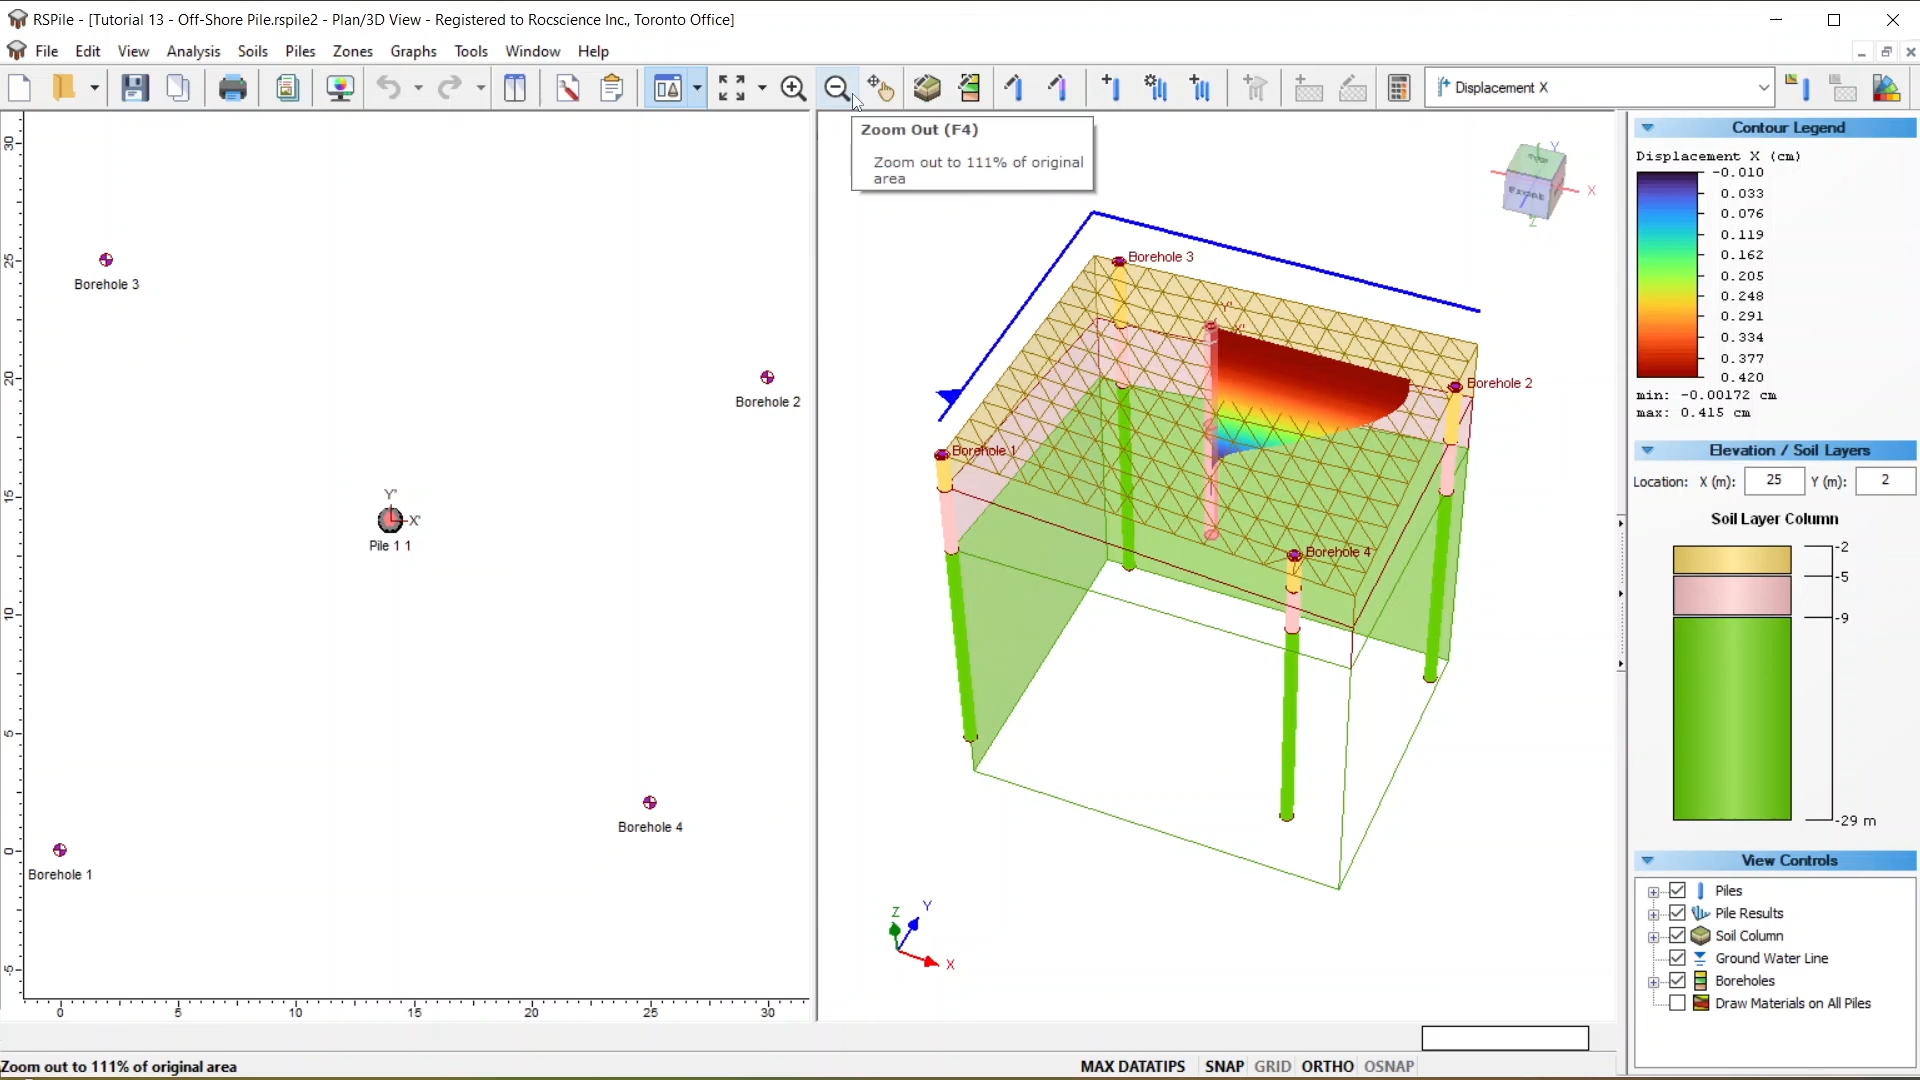 RSPile - [Tutorial 13 - Off-Shore Pile.rspile2 - Plan/3D View - Registered to Rocscience Inc., Toronto Office]
File Edit View Analysis Soils Piles Zones Graphs Tools Window Help
Displacement X
Zoom Out (F4)
Zoom out to 111% of original
area
30
25
20
15
10
5
0
-5
0 5 10 15 20 25 30
Borehole 3
Borehole 2
Y'
X'
Pile 1 1
Borehole 4
Borehole 1
Y
X
Z
Top
Front
Borehole 3
Y'
X'
Borehole 2
Borehole 1
Borehole 4
Z
Y
X
Contour Legend
Displacement X (cm)
-0.010
0.033
0.076
0.119
0.162
0.205
0.248
0.291
0.334
0.377
0.420
min: -0.00172 cm
max: 0.415 cm
Elevation / Soil Layers
Location: X (m): 25 Y (m): 2
Soil Layer Column
-2
-5
-9
-29 m
View Controls
Piles
Pile Results
Soil Column
Ground Water Line
Boreholes
Draw Materials on All Piles
Zoom out to 111% of original area
MAX DATATIPS SNAP GRID ORTHO OSNAP